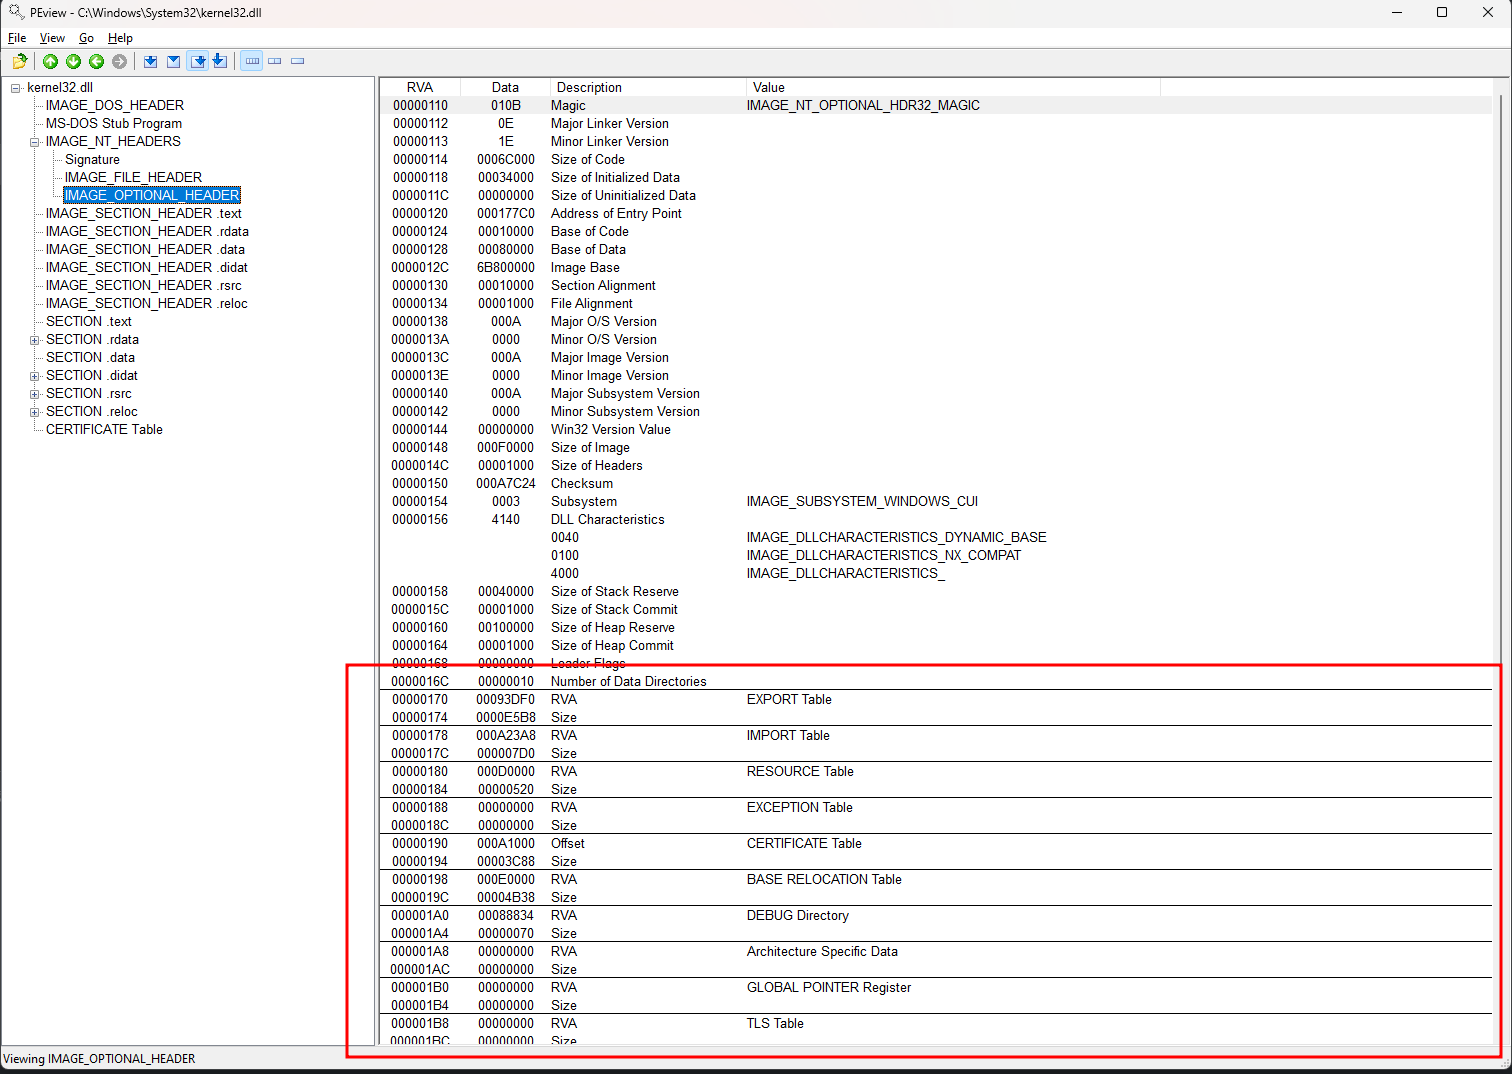 PEview - C:\Windows\System32\kernel32.dll
File View Go Help
kernel32.dll
IMAGE_DOS_HEADER
MS-DOS Stub Program
IMAGE_NT_HEADERS
Signature
IMAGE_FILE_HEADER
IMAGE_OPTIONAL_HEADER
IMAGE_SECTION_HEADER .text
IMAGE_SECTION_HEADER .rdata
IMAGE_SECTION_HEADER .data
IMAGE_SECTION_HEADER .didat
IMAGE_SECTION_HEADER .rsrc
IMAGE_SECTION_HEADER .reloc
SECTION .text
SECTION .rdata
SECTION .data
SECTION .didat
SECTION .rsrc
SECTION .reloc
CERTIFICATE Table
RVA Data Description Value
00000110 010B Magic IMAGE_NT_OPTIONAL_HDR32_MAGIC
00000112 0E Major Linker Version
00000113 1E Minor Linker Version
00000114 0006C000 Size of Code
00000118 00034000 Size of Initialized Data
0000011C 00000000 Size of Uninitialized Data
00000120 000177C0 Address of Entry Point
00000124 00010000 Base of Code
00000128 00080000 Base of Data
0000012C 6B800000 Image Base
00000130 00010000 Section Alignment
00000134 00001000 File Alignment
00000138 000A Major O/S Version
0000013A 0000 Minor O/S Version
0000013C 000A Major Image Version
0000013E 0000 Minor Image Version
00000140 000A Major Subsystem Version
00000142 0000 Minor Subsystem Version
00000144 00000000 Win32 Version Value
00000148 000F0000 Size of Image
0000014C 00001000 Size of Headers
00000150 000A7C24 Checksum
00000154 0003 Subsystem IMAGE_SUBSYSTEM_WINDOWS_CUI
00000156 4140 DLL Characteristics
0040 IMAGE_DLLCHARACTERISTICS_DYNAMIC_BASE
0100 IMAGE_DLLCHARACTERISTICS_NX_COMPAT
4000 IMAGE_DLLCHARACTERISTICS_
00000158 00040000 Size of Stack Reserve
0000015C 00001000 Size of Stack Commit
00000160 00100000 Size of Heap Reserve
00000164 00001000 Size of Heap Commit
00000168 00000000 Loader Flags
0000016C 00000010 Number of Data Directories
00000170 00093DF0 RVA EXPORT Table
00000174 0000E5B8 Size
00000178 000A23A8 RVA IMPORT Table
0000017C 000007D0 Size
00000180 000D0000 RVA RESOURCE Table
00000184 00000520 Size
00000188 00000000 RVA EXCEPTION Table
0000018C 00000000 Size
00000190 000A1000 Offset CERTIFICATE Table
00000194 00003C88 Size
00000198 000E0000 RVA BASE RELOCATION Table
0000019C 00004B38 Size
000001A0 00088834 RVA DEBUG Directory
000001A4 00000070 Size
000001A8 00000000 RVA Architecture Specific Data
000001AC 00000000 Size
000001B0 00000000 RVA GLOBAL POINTER Register
000001B4 00000000 Size
000001B8 00000000 RVA TLS Table
000001BC 00000000 Size
Viewing IMAGE_OPTIONAL_HEADER